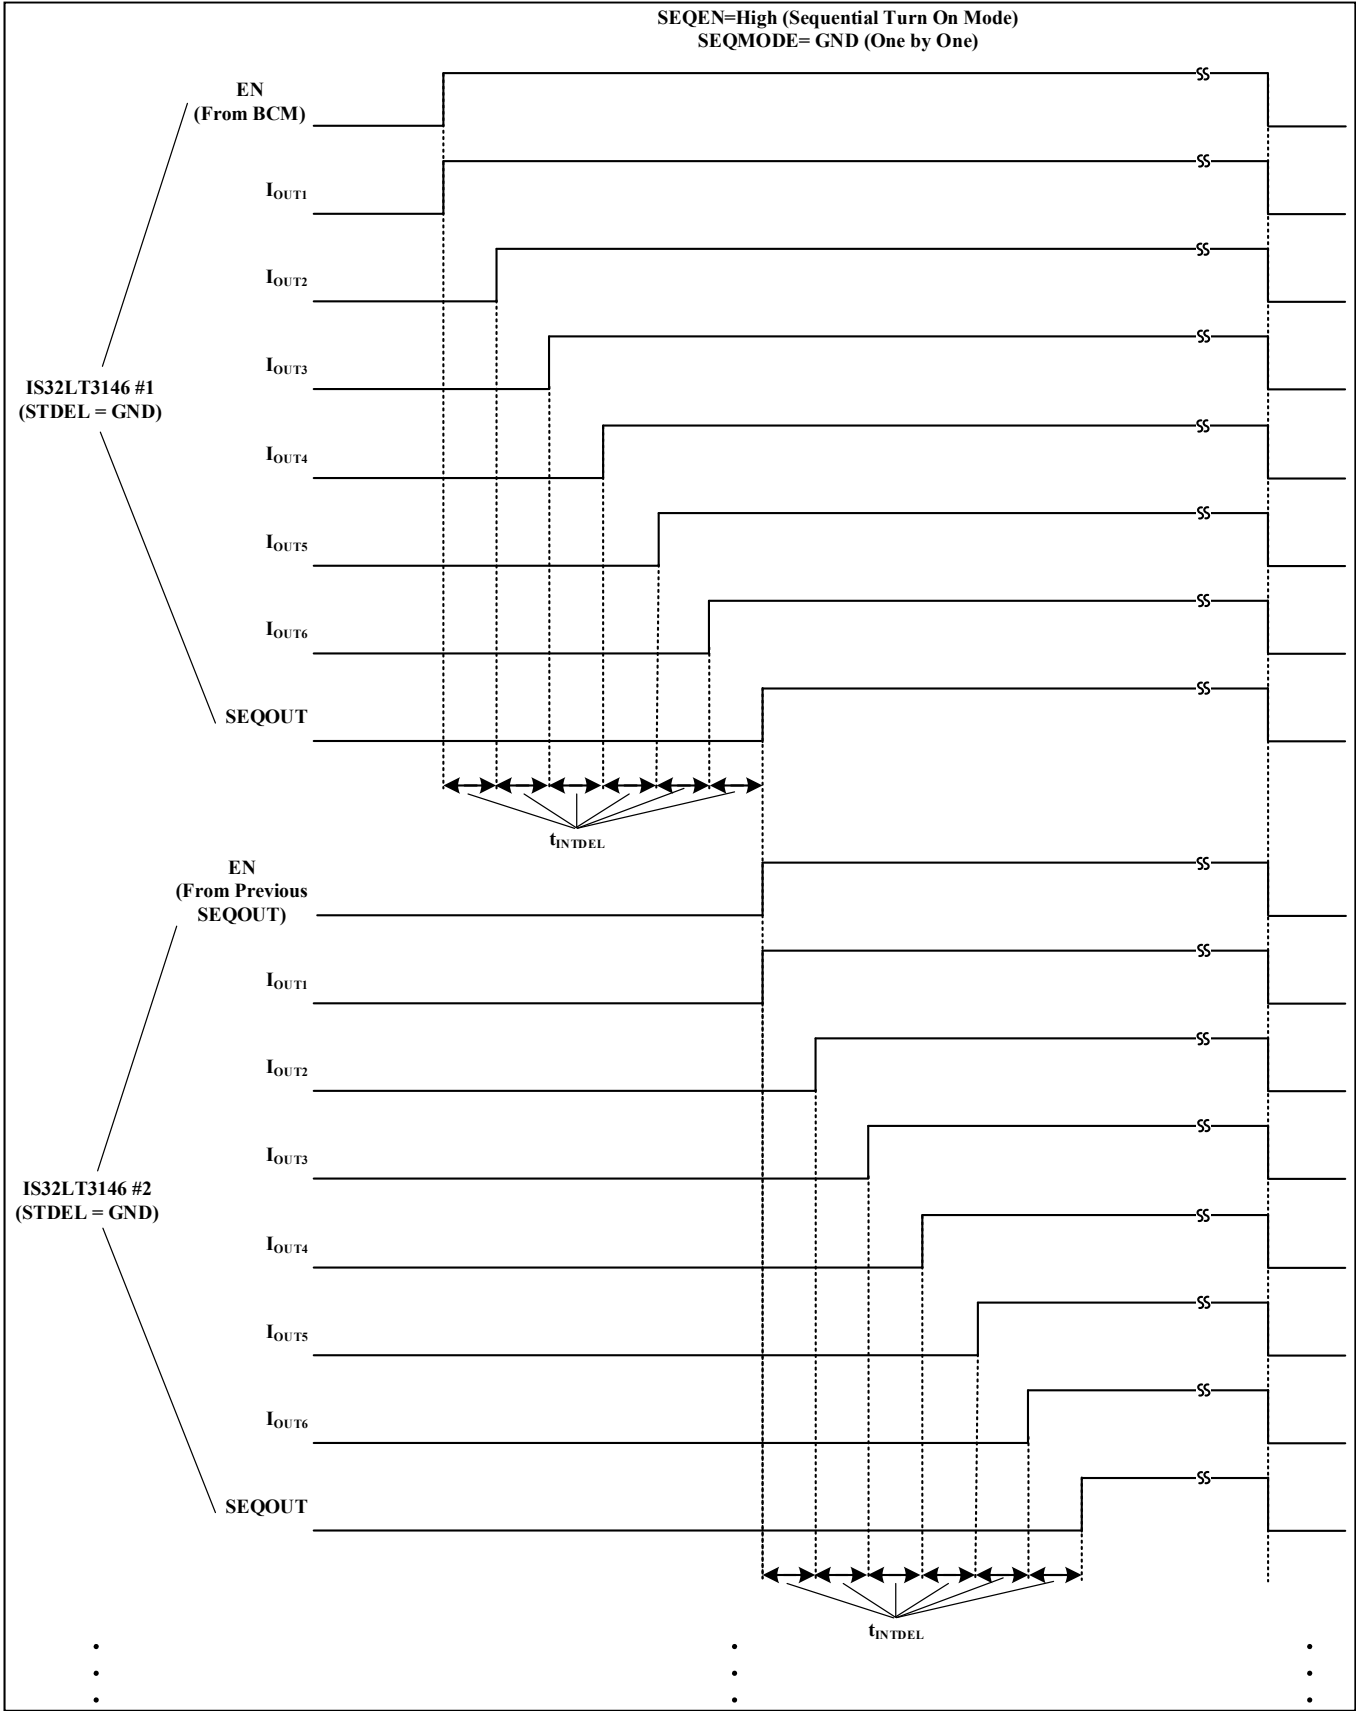 SEQEN=High (Sequential Turn On Mode)
SEQMODE= GND (One by One)
EN
(From BCM)
IOUT1
IOUT2
IOUT3
IS32LT3146 #1
(STDEL = GND)
IOUT4
IOUT5
IOUT6
SEQOUT
tINTDEL
EN
(From Previous
SEQOUT)
IOUT1
IOUT2
IOUT3
IS32LT3146 #2
(STDEL = GND)
IOUT4
IOUT5
IOUT6
SEQOUT
tINTDEL